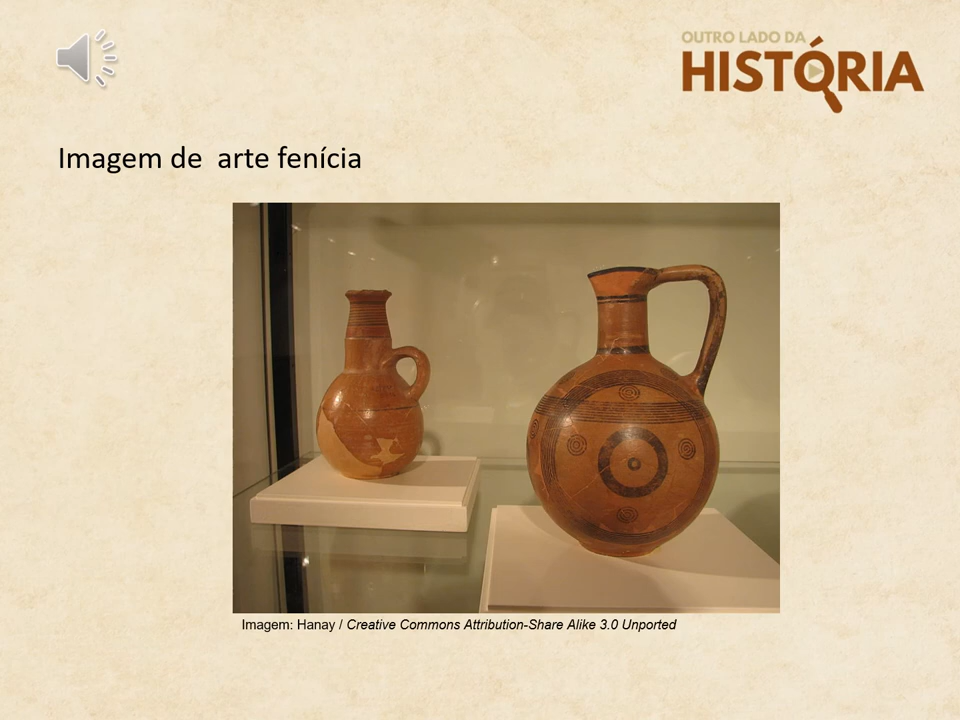 OUTRO LADO DA
HISTÓRIA
Imagem de  arte fenícia
Imagem: Hanay / Creative Commons Attribution-Share Alike 3.0 Unported